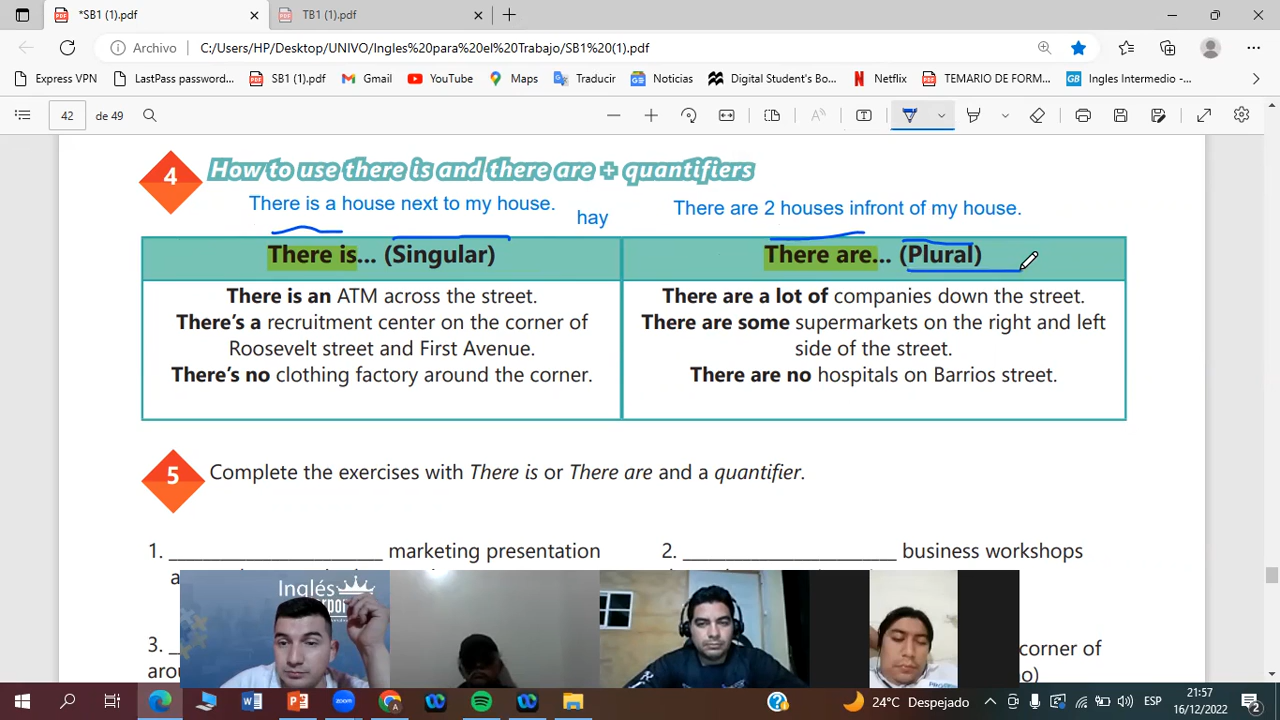 *SB1 (1).pdf
TB1 (1).pdf
Archivo
C:/Users/HP/Desktop/UNIVO/Ingles%20para%20el%20Trabajo/SB1%20(1).pdf
Express VPN
LastPass password...
SB1 (1).pdf
Gmail
YouTube
Maps
Traducir
Noticias
Digital Student's Bo...
Netflix
TEMARIO DE FORM...
Ingles Intermedio -...
42
de 49
4
How to use there is and there are + quantifiers
There is a house next to my house.
hay
There are 2 houses infront of my house.
There is... (Singular)
There are... (Plural)
There is an ATM across the street.
There's a recruitment center on the corner of
Roosevelt street and First Avenue.
There's no clothing factory around the corner.
There are a lot of companies down the street.
There are some supermarkets on the right and left
side of the street.
There are no hospitals on Barrios street.
5
Complete the exercises with There is or There are and a quantifier.
1. ____________________ marketing presentation
2. ____________________ business workshops
Inglés
3.
corner of
ESP
21:57
24°C Despejado
16/12/2022
2